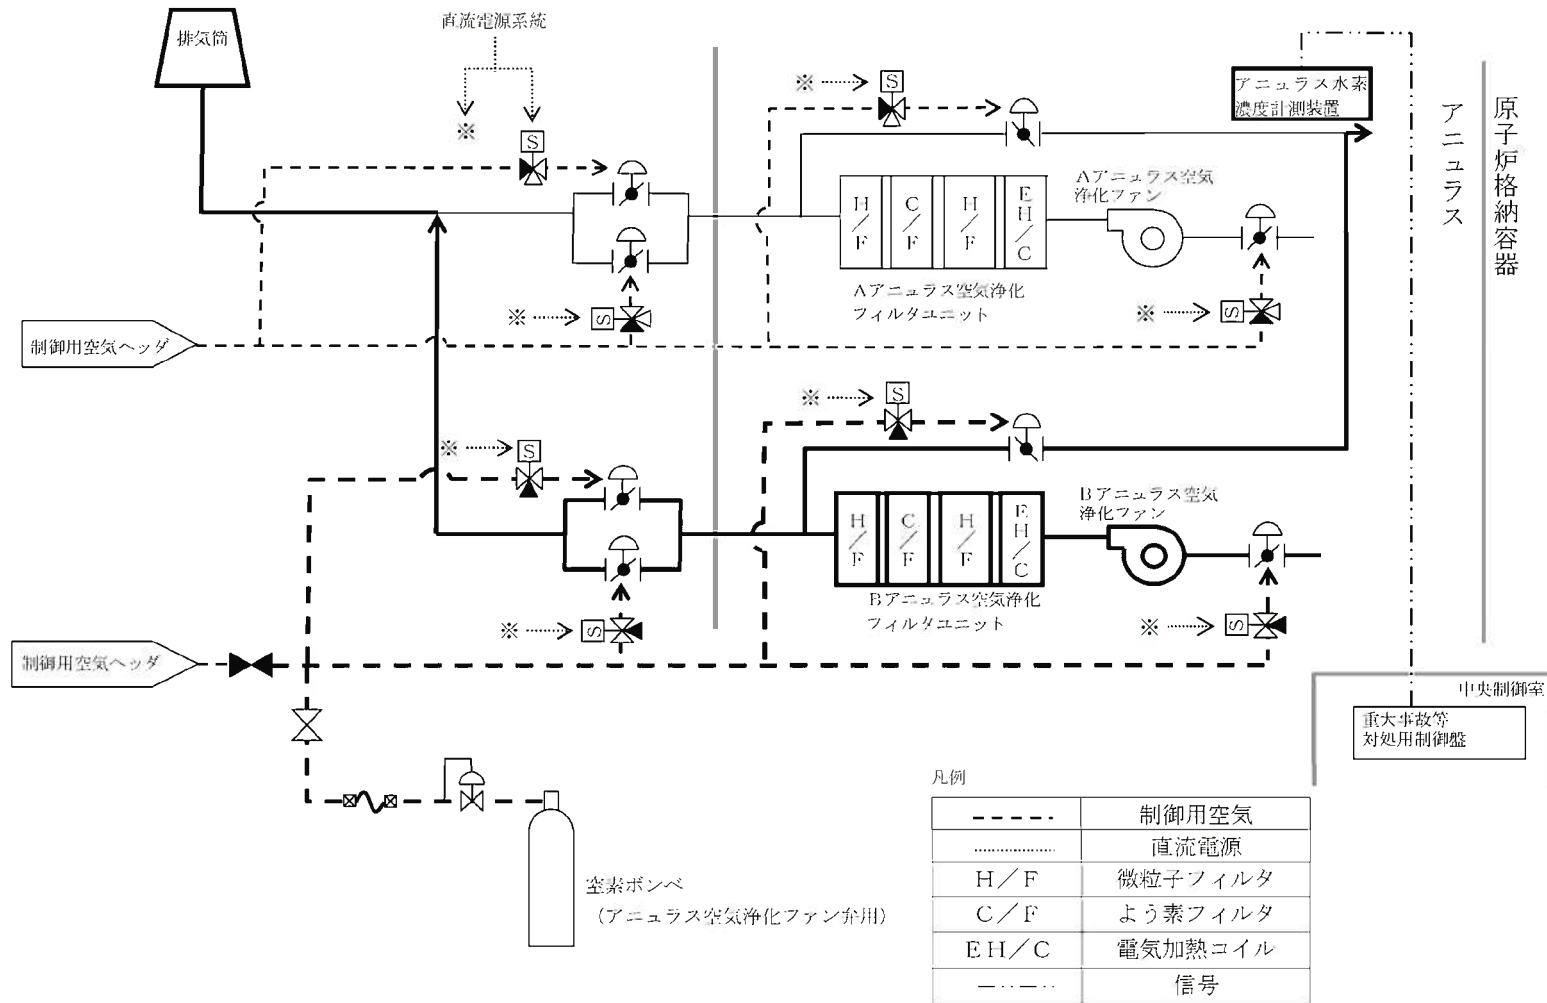 排気筒
直流電源系統
※
S
※
S
アニュラス水素
濃度計測装置
アニュラス
原子炉格納容器
H/F
C/F
H/F
EH/C
Aアニュラス空気
浄化ファン
Aアニュラス空気浄化
フィルタユニット
※
S
※
S
制御用空気ヘッダ
※
S
※
S
H/F
C/F
H/F
EH/C
Bアニュラス空気
浄化ファン
Bアニュラス空気浄化
フィルタユニット
※
S
※
S
制御用空気ヘッダ
中央制御室
重大事故等
対処用制御盤
窒素ボンベ
(アニュラス空気浄化ファン弁用)
凡例
制御用空気
直流電源
H/F 微粒子フィルタ
C/F よう素フィルタ
EH/C 電気加熱コイル
信号